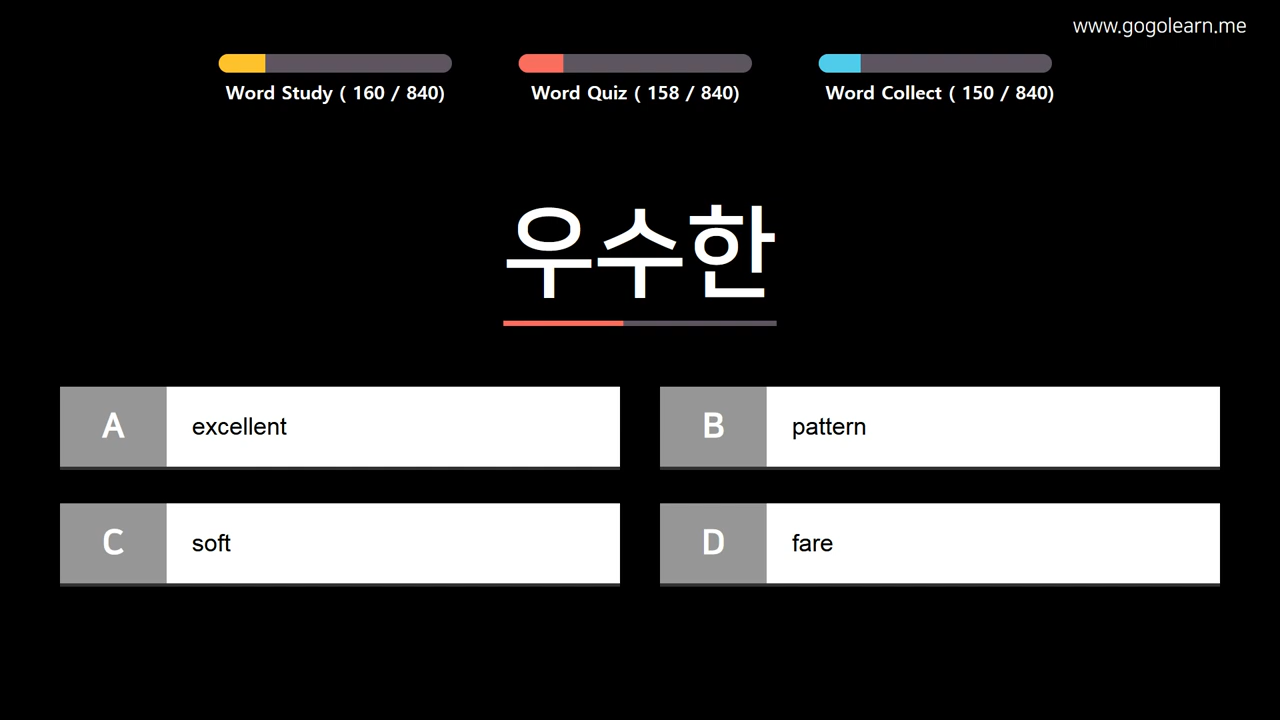 www.gogolearn.me
Word Study ( 160 / 840)
Word Quiz ( 158 / 840)
Word Collect ( 150 / 840)
우수한
A excellent
B pattern
C soft
D fare